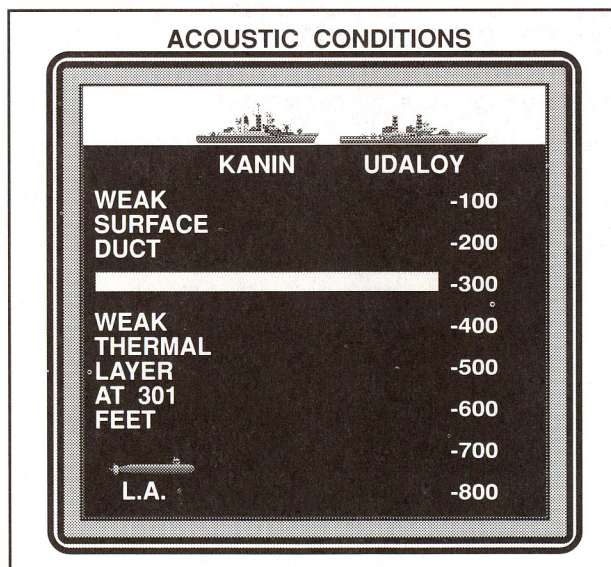 ACOUSTIC CONDITIONS
KANIN UDALOY
WEAK
SURFACE
DUCT
-100
-200
-300
WEAK
THERMAL
LAYER
AT 301
FEET
-400
-500
-600
-700
-800
L.A.